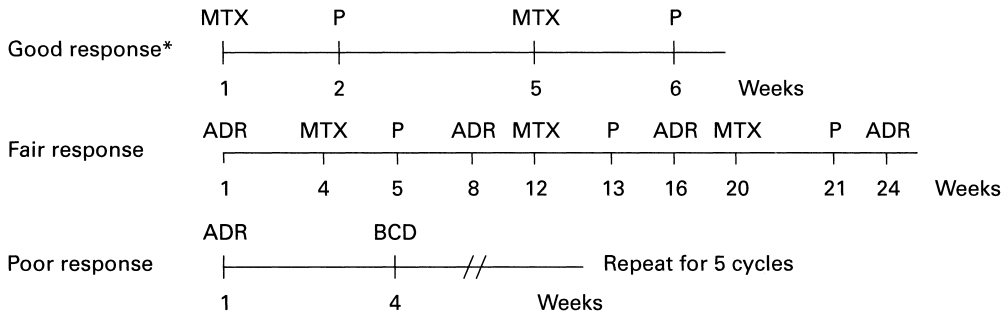 MTX P MTX P
Good response*
1 2 5 6 Weeks
ADR MTX P ADR MTX P ADR MTX P ADR
Fair response
1 4 5 8 12 13 16 20 21 24 Weeks
ADR BCD
Poor response Repeat for 5 cycles
1 4 Weeks